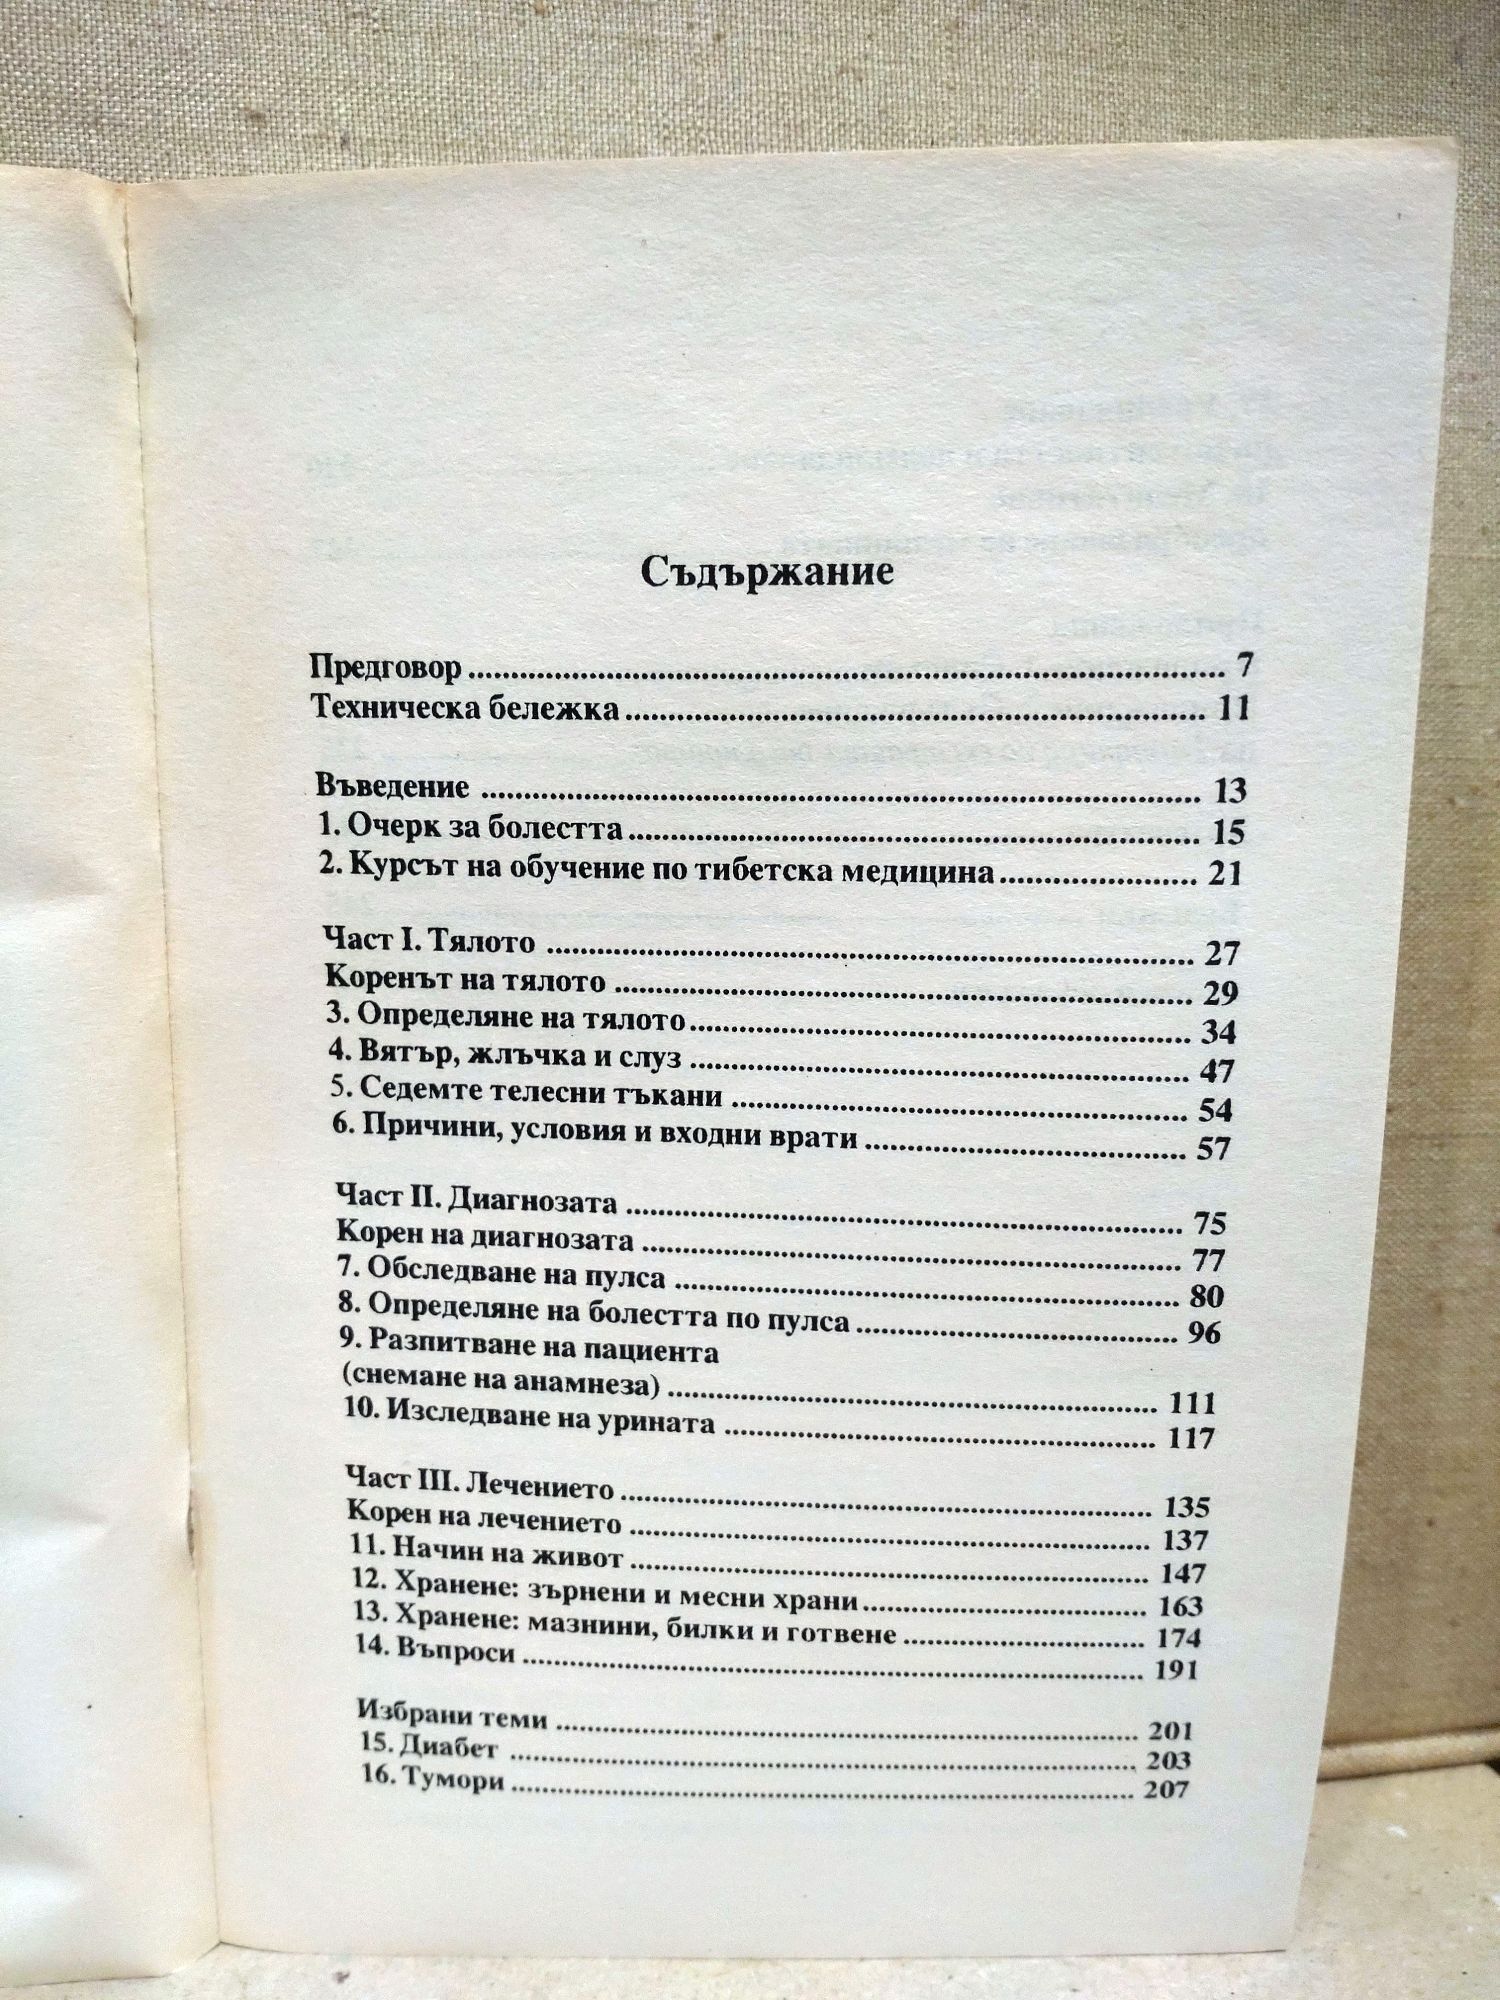 Съдържание
Предговор ........ 7
Техническа бележка ........ 11
Въведение ........ 13
1. Очерк за болестта ........ 15
2. Курсът на обучение по тибетска медицина ........ 21
Част I. Тялото ........ 27
Коренът на тялото ........ 29
3. Определяне на тялото ........ 34
4. Вятър, жлъчка и слуз ........ 47
5. Седемте телесни тъкани ........ 54
6. Причини, условия и входни врати ........ 57
Част II. Диагнозата ........ 75
Корен на диагнозата ........ 77
7. Обследване на пулса ........ 80
8. Определяне на болестта по пулса ........ 96
9. Разпитване на пациента
(снемане на анамнеза) ........ 111
10. Изследване на урината ........ 117
Част III. Лечението ........ 135
Корен на лечението ........ 137
11. Начин на живот ........ 147
12. Хранене: зърнени и месни храни ........ 163
13. Хранене: мазнини, билки и готвене ........ 174
14. Въпроси ........ 191
Избрани теми ........ 201
15. Диабет ........ 203
16. Тумори ........ 207